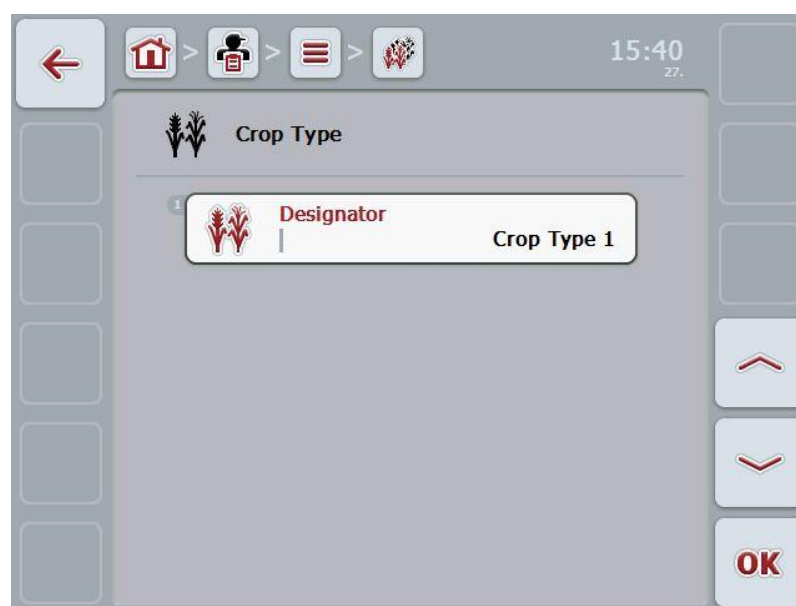 > > >
15:40
27.
Crop Type
1
Designator
Crop Type 1
OK